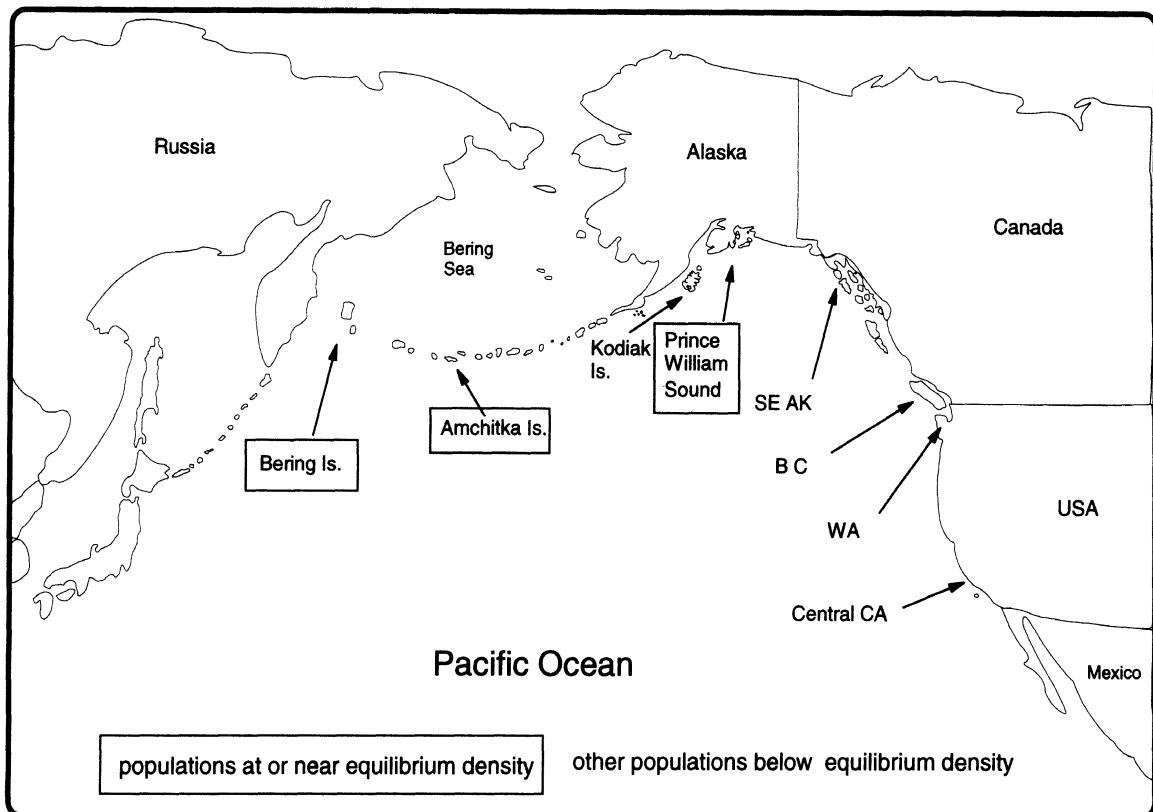 Russia
Alaska
Canada
Bering
Sea
Kodiak
Is.
Prince
William
Sound
SE AK
Amchitka Is.
Bering Is.
B C
WA
USA
Central CA
Pacific Ocean
Mexico
populations at or near equilibrium density
other populations below equilibrium density